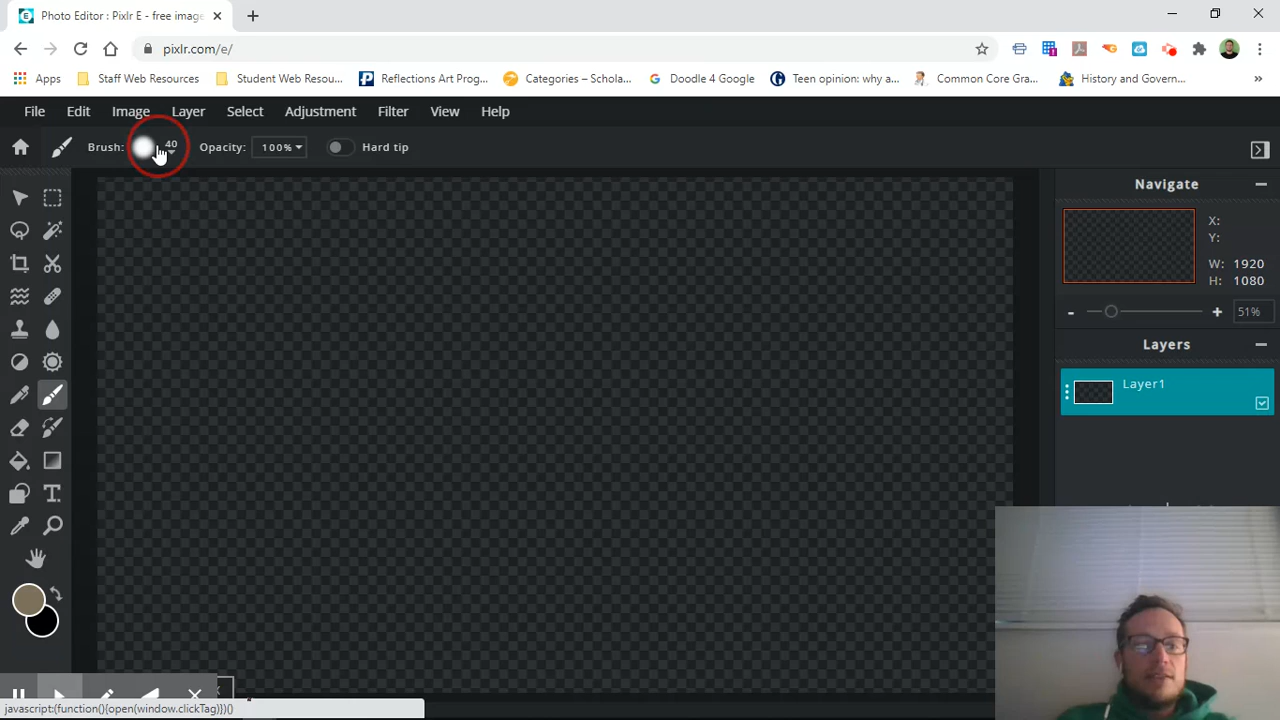 Photo Editor : Pixlr E - free image
pixlr.com/e/
Apps Staff Web Resources Student Web Resou... Reflections Art Prog... Categories – Schola... Doodle 4 Google Teen opinion: why a... Common Core Gra... History and Govern... »
File Edit Image Layer Select Adjustment Filter View Help
Brush: 40 Opacity: 100% Hard tip
Navigate
X:
Y:
W: 1920
H: 1080
51%
Layers
Layer1
javascript:(function(){open(window.clickTag)})()